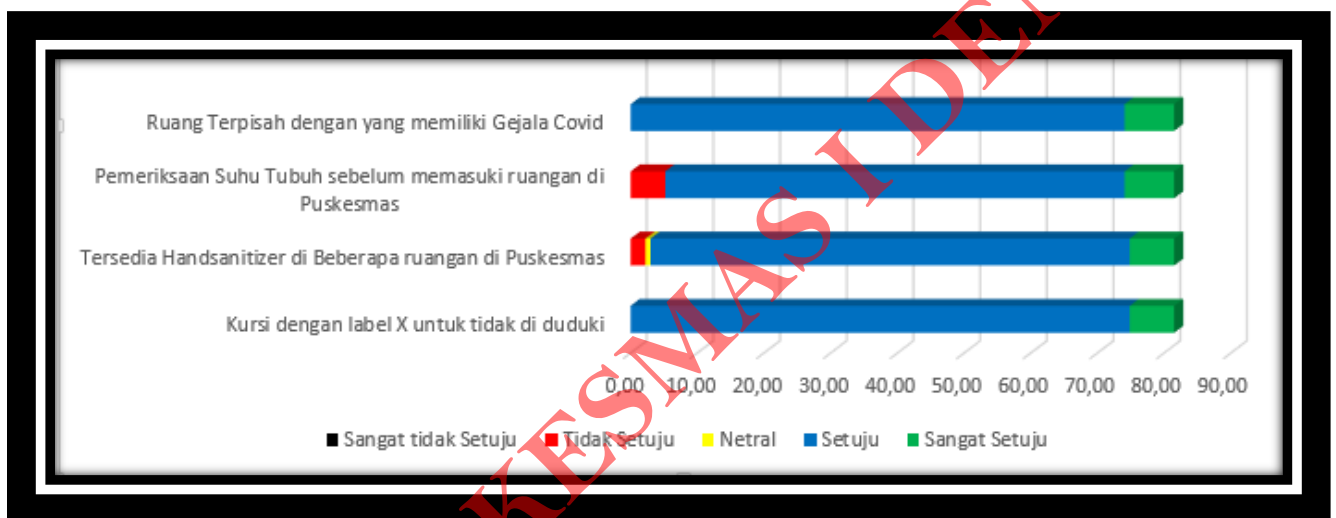 Ruang Terpisah dengan yang memiliki Gejala Covid
Pemeriksaan Suhu Tubuh sebelum memasuki ruangan di
Puskesmas
Tersedia Handsanitizer di Beberapa ruangan di Puskesmas
Kursi dengan label X untuk tidak di duduki
0,00 10,00 20,00 30,00 40,00 50,00 60,00 70,00 80,00 90,00
Sangat tidak Setuju Tidak Setuju Netral Setuju Sangat Setuju
KESMAS I DEN